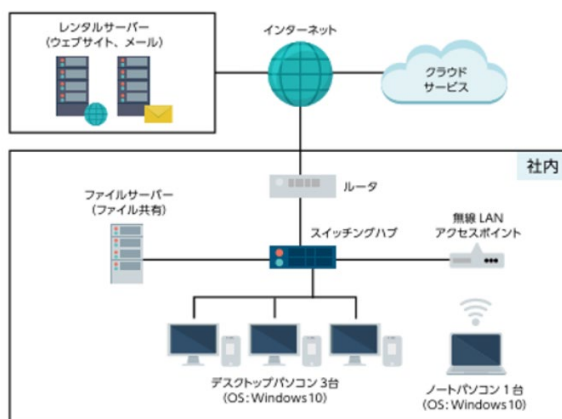 レンタルサーバー
(ウェブサイト、メール)
インターネット
クラウド
サービス
社内
ルータ
ファイルサーバー
(ファイル共有)
スイッチングハブ
無線 LAN
アクセスポイント
デスクトップパソコン 3台
(OS: Windows 10)
ノートパソコン 1 台
(OS: Windows 10)